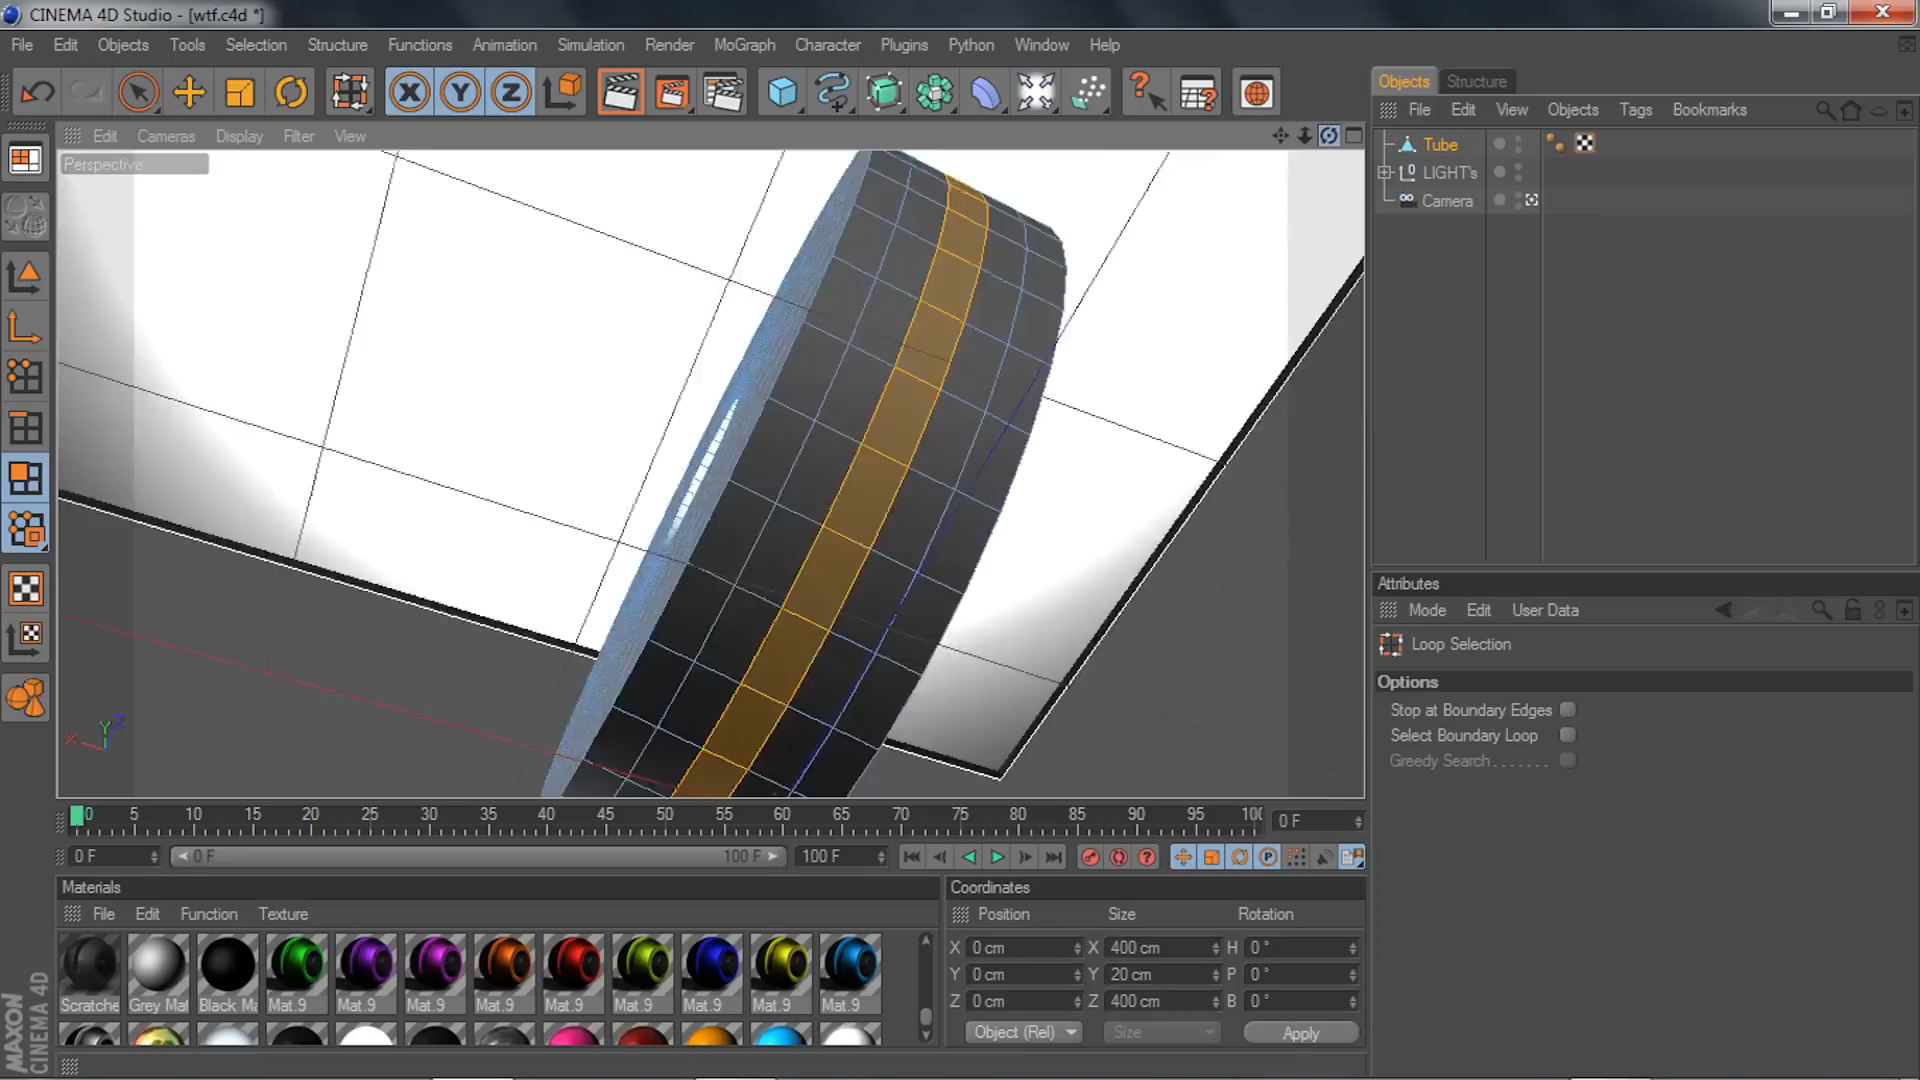 CINEMA 4D Studio - [wtf.c4d *]
File Edit Objects Tools Selection Structure Functions Animation Simulation Render MoGraph Character Plugins Python Window Help
Objects Structure
File Edit View Objects Tags Bookmarks
Edit Cameras Display Filter View
Perspective
Tube
LIGHT's
Camera
Attributes
Mode Edit User Data
Loop Selection
Options
Stop at Boundary Edges
Select Boundary Loop
Greedy Search . . . . . . .
X Y Z
0 5 10 15 20 25 30 35 40 45 50 55 60 65 70 75 80 85 90 95 10
0 F
0 F 0 F 100 F 100 F
Materials
File Edit Function Texture
Scratche Grey Mat Black Ma Mat.9 Mat.9 Mat.9 Mat.9 Mat.9 Mat.9 Mat.9 Mat.9 Mat.9
Coordinates
Position Size Rotation
X 0 cm X 400 cm H 0 °
Y 0 cm Y 20 cm P 0 °
Z 0 cm Z 400 cm B 0 °
Object (Rel) Size Apply
MAXON
CINEMA 4D